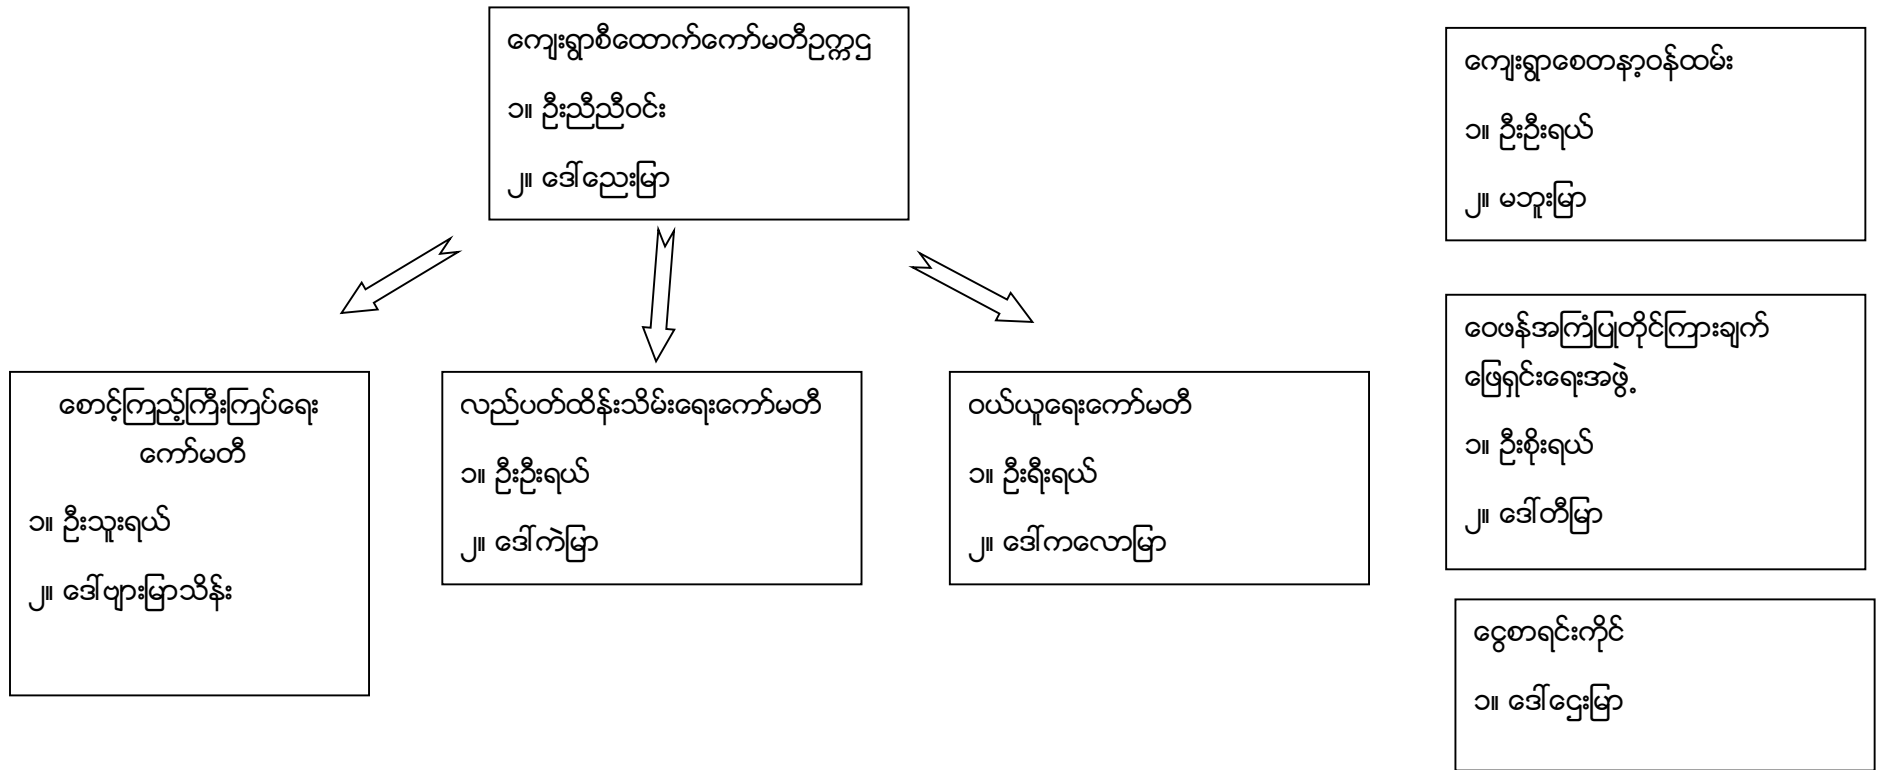 ကျေးရွာစီထောက်ကော်မတီဥက္ကဌ
၁။ ဦးညီညီဝင်း
၂။ ဒေါ်ညေးမြာ
ကျေးရွာစေတနာ့ဝန်ထမ်း
၁။ ဦးဦးရယ်
၂။ မဘူးမြာ
ဝေဖန်အကြံပြုတိုင်ကြားချက်
ဖြေရှင်းရေးအဖွဲ့
၁။ ဦးစိုးရယ်
၂။ ဒေါ်တီမြာ
စောင့်ကြည့်ကြီးကြပ်ရေး
ကော်မတီ
၁။ ဦးသူးရယ်
၂။ ဒေါ်ဗျားမြာသိန်း
လည်ပတ်ထိန်းသိမ်းရေးကော်မတီ
၁။ ဦးဦးရယ်
၂။ ဒေါ်ကဲမြာ
ဝယ်ယူရေးကော်မတီ
၁။ ဦးရီးရယ်
၂။ ဒေါ်ကလောမြာ
ငွေစာရင်းကိုင်
၁။ ဒေါ်ဌေးမြာ